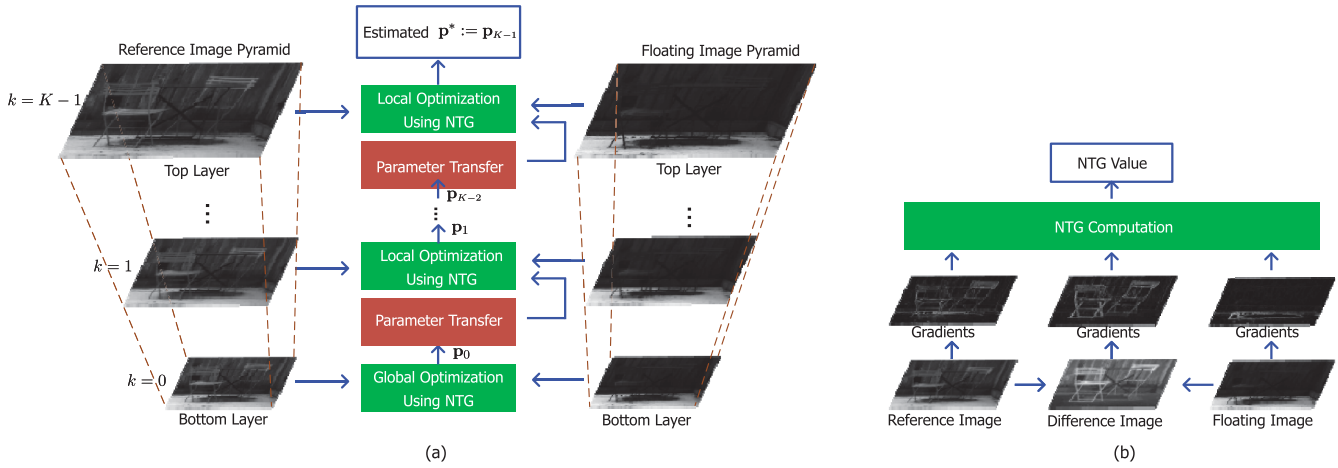 Estimated p* := p_{K-1}
Reference Image Pyramid
Floating Image Pyramid
k = K − 1
Local Optimization
Using NTG
Parameter Transfer
Top Layer
Top Layer
p_{K-2}
p_1
k = 1
Local Optimization
Using NTG
Parameter Transfer
p_0
k = 0
Global Optimization
Using NTG
Bottom Layer
Bottom Layer
(a)
NTG Value
NTG Computation
Gradients
Gradients
Gradients
Reference Image
Difference Image
Floating Image
(b)